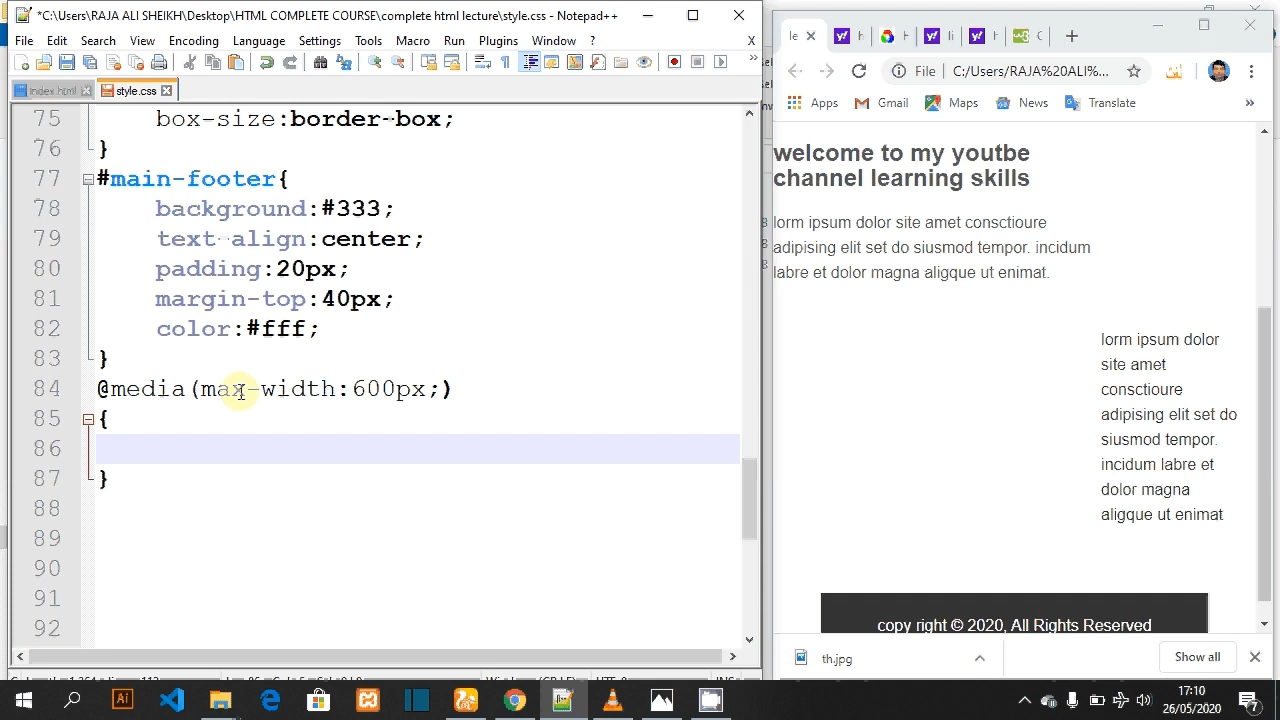 *C:\Users\RAJA ALI SHEIKH\Desktop\HTML COMPLETE COURSE\complete html lecture\style.css - Notepad++
File Edit Search View Encoding Language Settings Tools Macro Run Plugins Window ? X
index.html style.css
75 box-size:border-box;
76 }
77 #main-footer{
78 background:#333;
79 text-align:center;
80 padding:20px;
81 margin-top:40px;
82 color:#fff;
83 }
84 @media(max-width:600px;)
85 {
86
87 }
88
89
90
91
92
le
File C:/Users/RAJA%20ALI%...
Apps Gmail Maps News Translate »
welcome to my youtbe
channel learning skills
lorm ipsum dolor site amet consctioure
adipising elit set do siusmod tempor. incidum
labre et dolor magna aligque ut enimat.
lorm ipsum dolor
site amet
consctioure
adipising elit set do
siusmod tempor.
incidum labre et
dolor magna
aligque ut enimat
copy right © 2020, All Rights Reserved
th.jpg Show all
Ai
17:10
26/05/2020
7